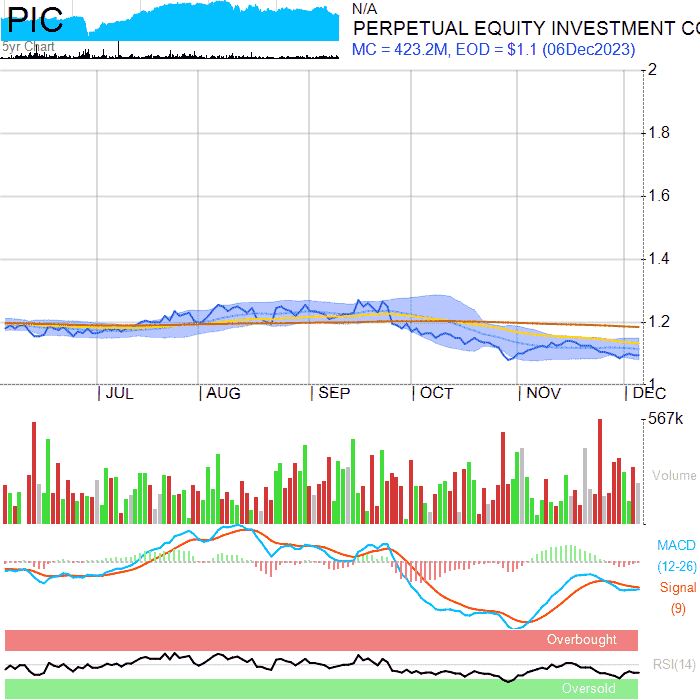 PIC
5yr Chart
N/A
PERPETUAL EQUITY INVESTMENT CO
MC = 423.2M, EOD = $1.1 (06Dec2023)
2
1.8
1.6
1.4
1.2
1
JUL
AUG
SEP
OCT
NOV
DEC
567k
Volume
MACD
(12-26)
Signal
(9)
Overbought
RSI(14)
Oversold